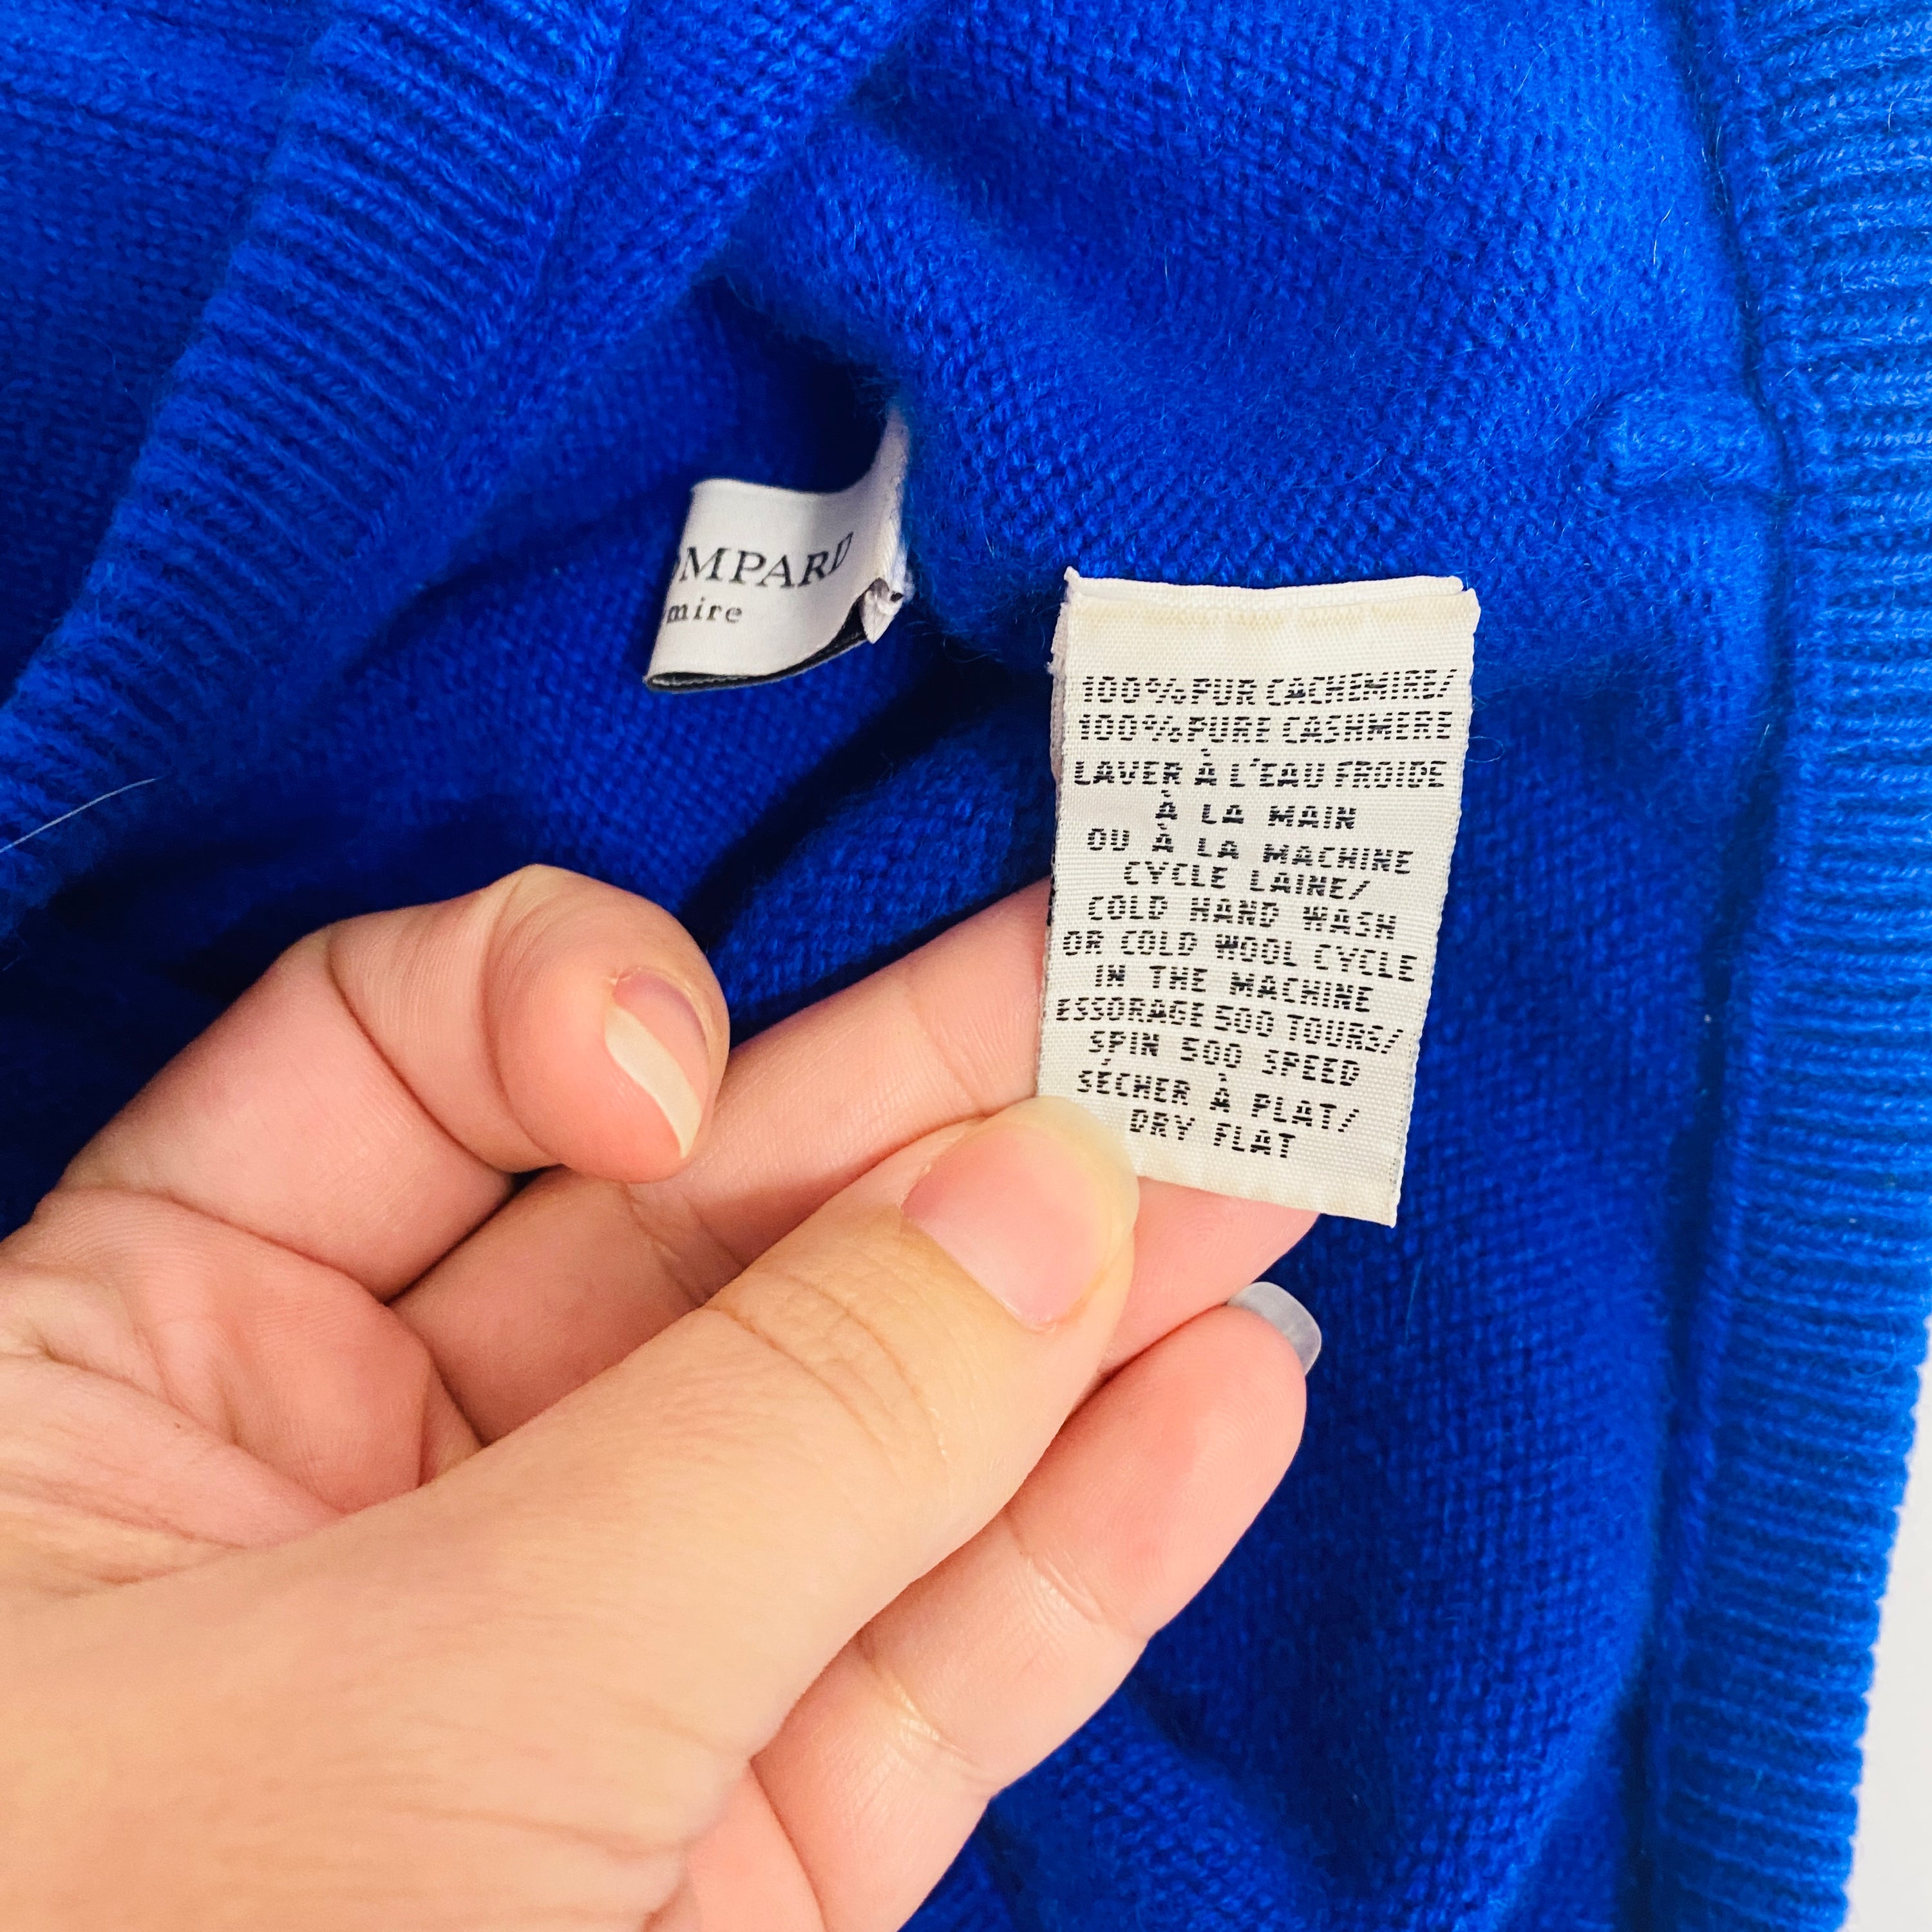 OMPARD
mire
100% PUR CACHEMIRE/
100% PURE CASHMERE
LAVER À L'EAU FROIDE
À LA MAIN
OU À LA MACHINE
CYCLE LAINE/
COLD HAND WASH
OR COLD WOOL CYCLE
IN THE MACHINE
ESSORAGE 500 TOURS/
SPIN 500 SPEED
SÉCHER À PLAT/
DRY FLAT